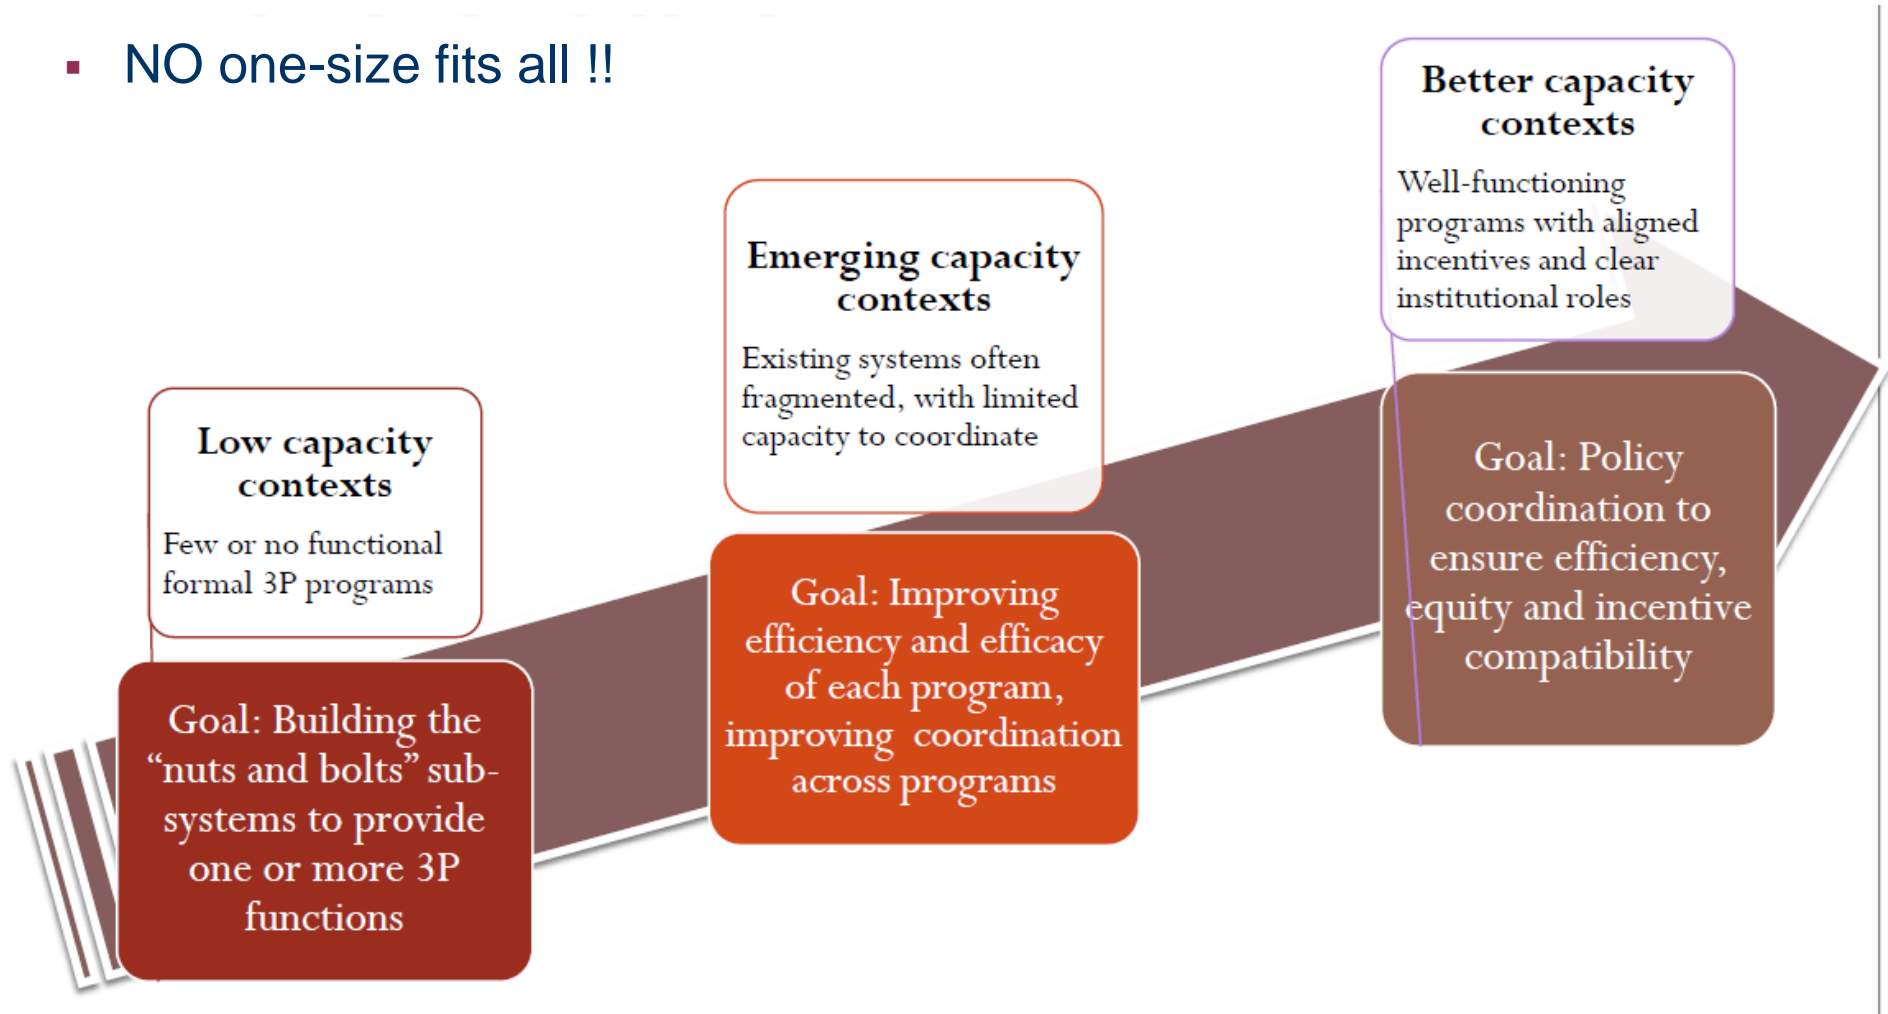 ▪ NO one-size fits all !!
Low capacity
contexts
Few or no functional
formal 3P programs
Goal: Building the
“nuts and bolts” sub-
systems to provide
one or more 3P
functions
Emerging capacity
contexts
Existing systems often
fragmented, with limited
capacity to coordinate
Goal: Improving
efficiency and efficacy
of each program,
improving coordination
across programs
Better capacity
contexts
Well-functioning
programs with aligned
incentives and clear
institutional roles
Goal: Policy
coordination to
ensure efficiency,
equity and incentive
compatibility